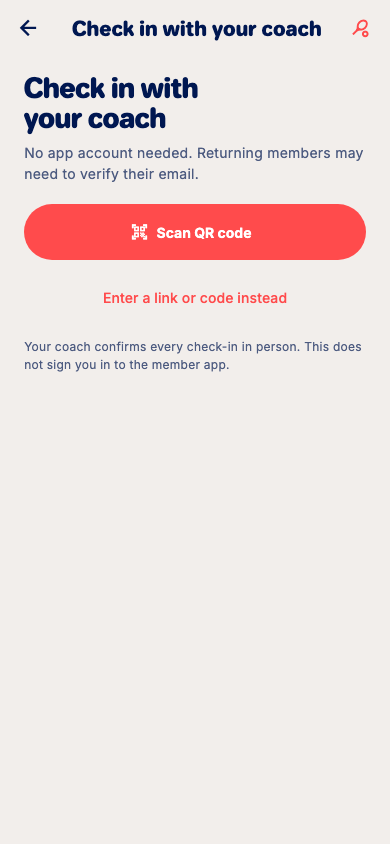 Check in with your coach
Check in with
your coach
No app account needed. Returning members may
need to verify their email.
Scan QR code
Enter a link or code instead
Your coach confirms every check-in in person. This does
not sign you in to the member app.